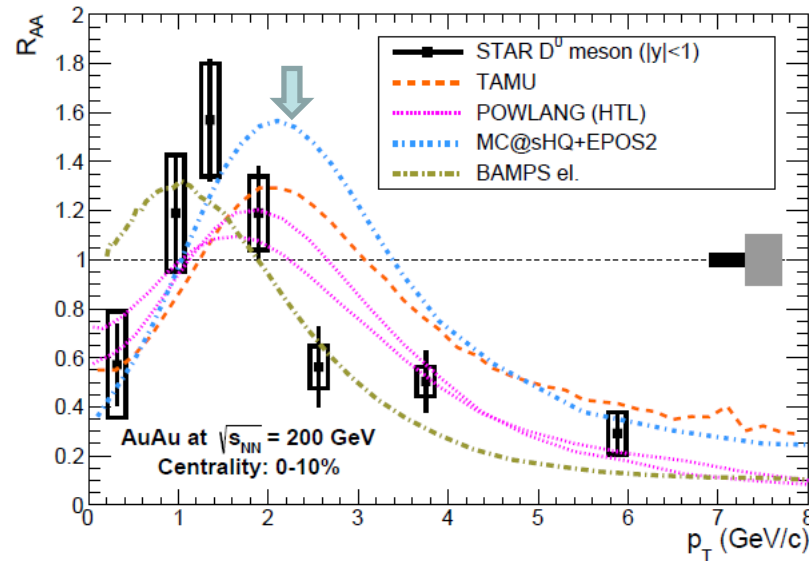 R_AA
2
1.8
1.6
1.4
1.2
1
0.8
0.6
0.4
0.2
0
STAR D⁰ meson (|y|<1)
TAMU
POWLANG (HTL)
MC@sHQ+EPOS2
BAMPS el.
AuAu at √s_NN = 200 GeV
Centrality: 0-10%
0 1 2 3 4 5 6 7 8
p_T (GeV/c)